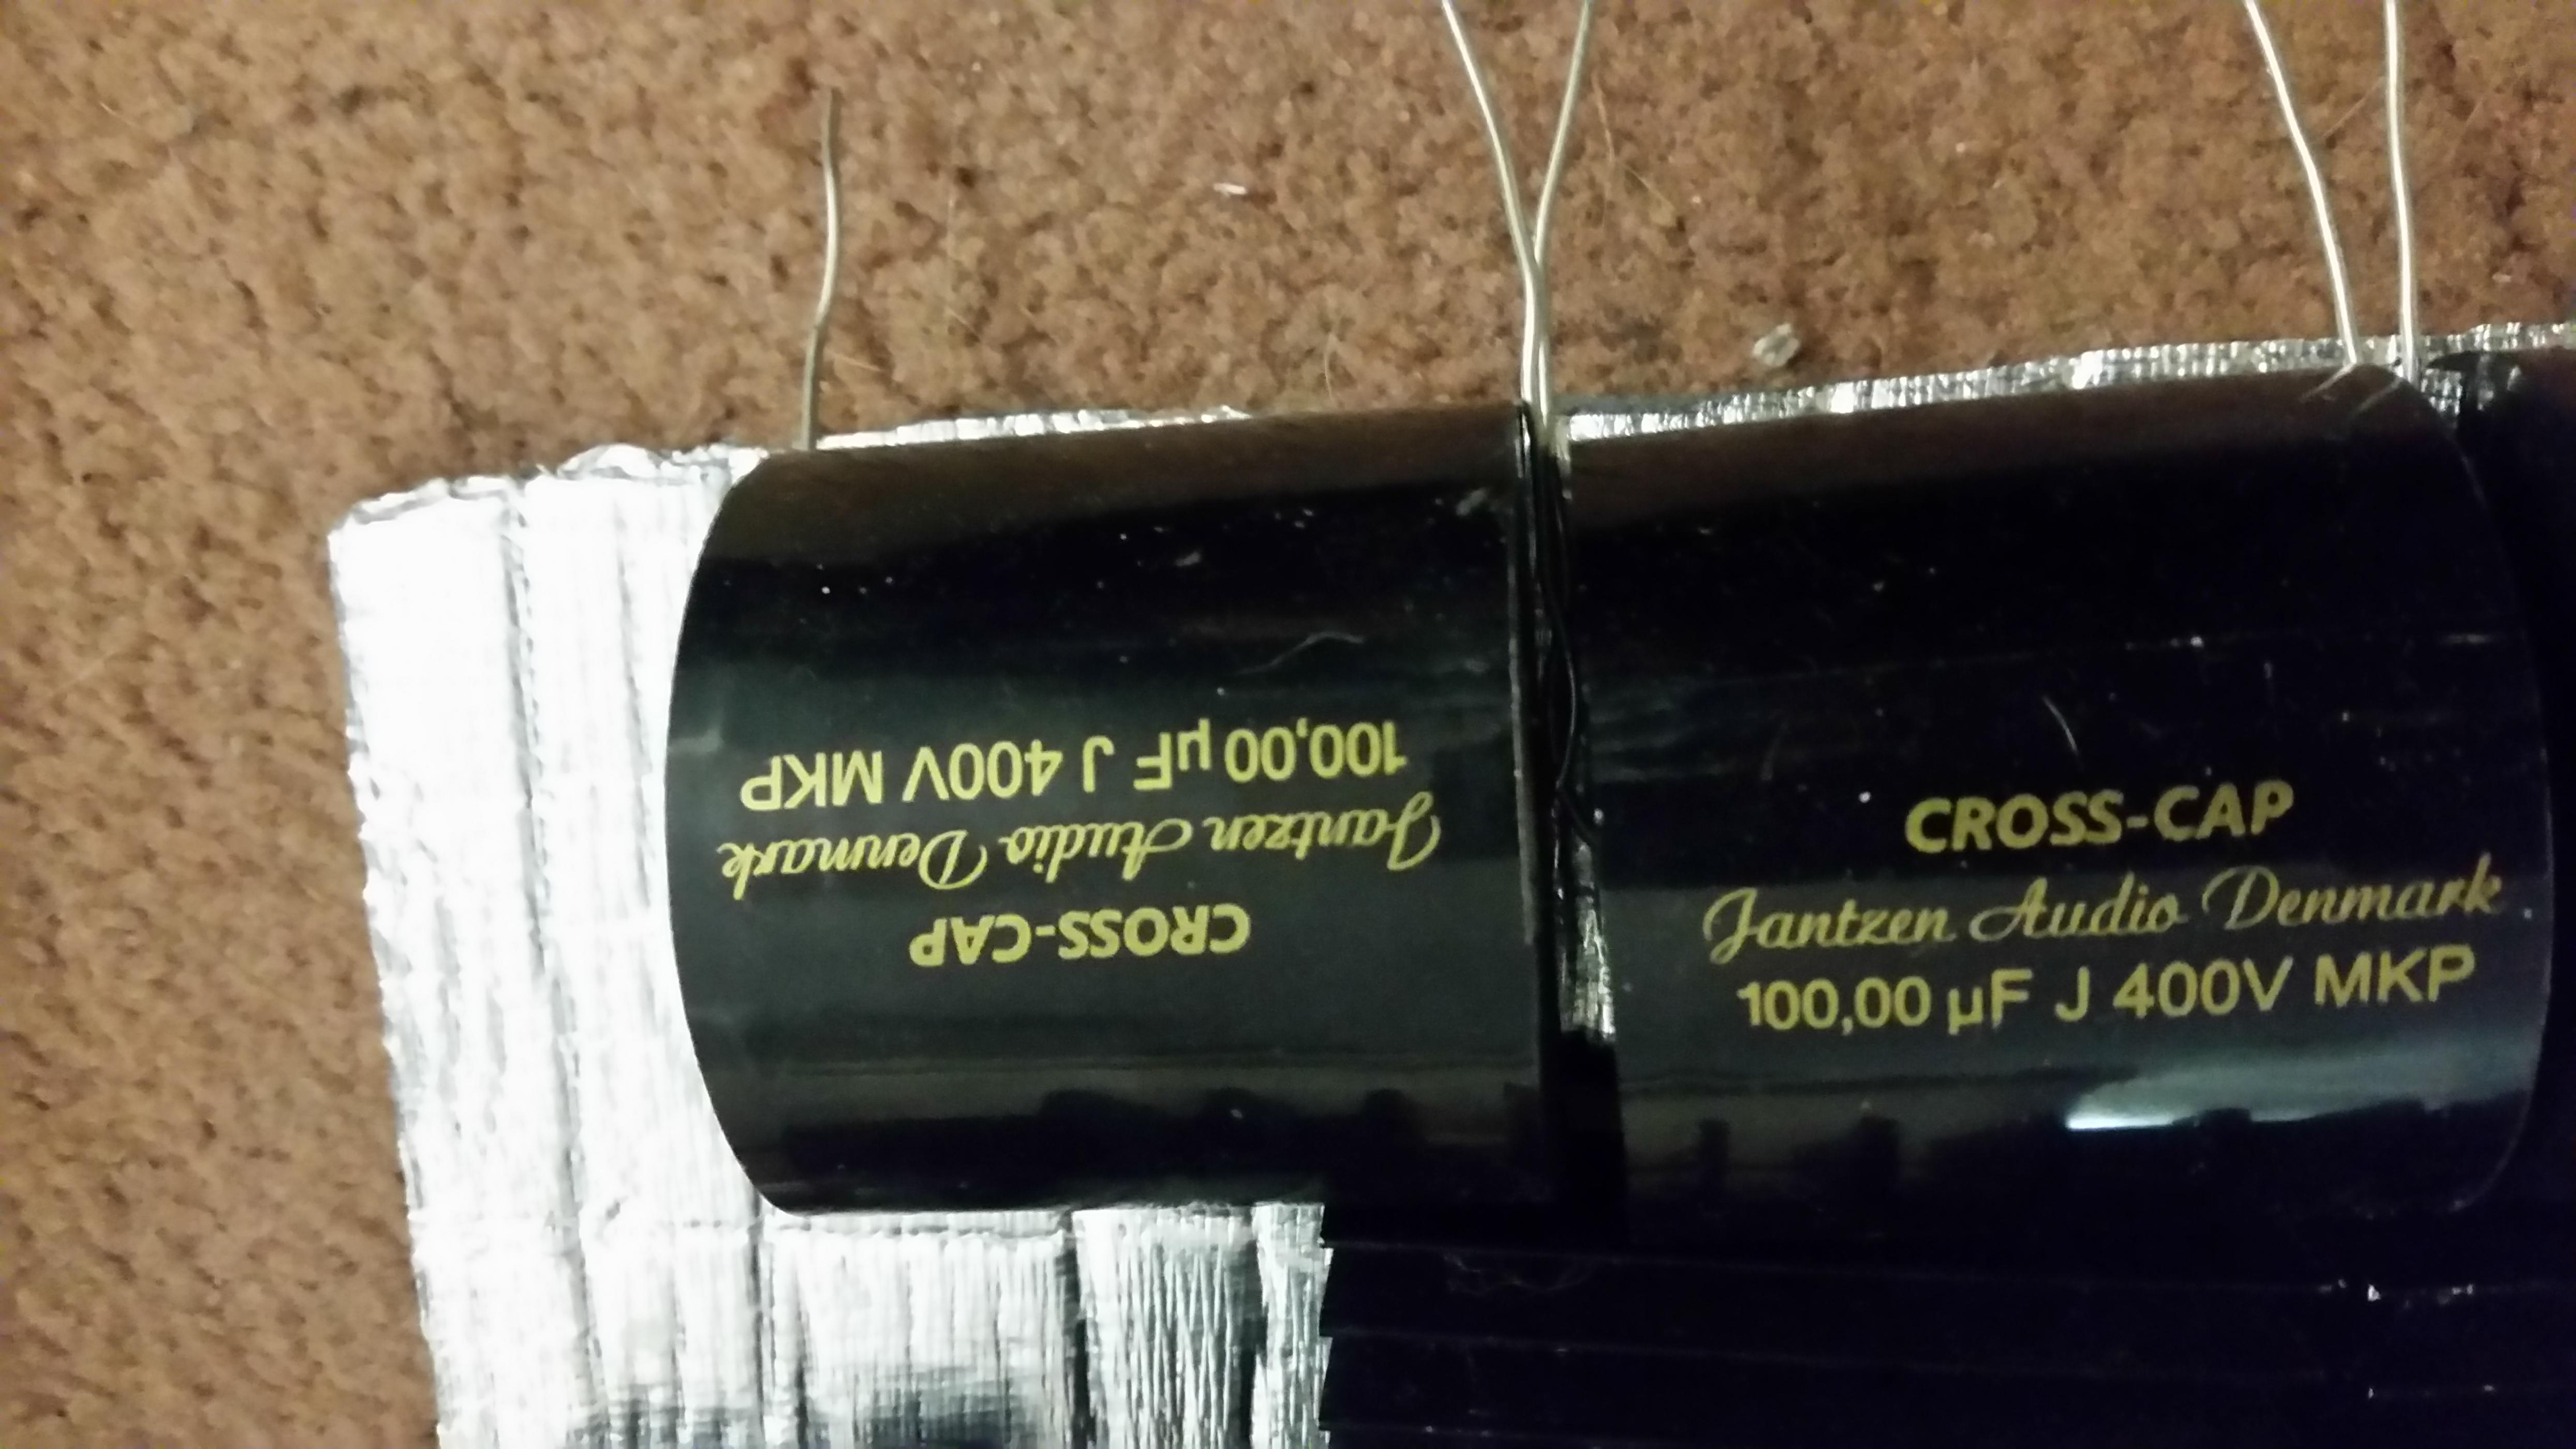 CROSS-CAP
Jantzen Audio Denmark
100,00 µF J 400V MKP
CROSS-CAP
Jantzen Audio Denmark
100,00 µF J 400V MKP